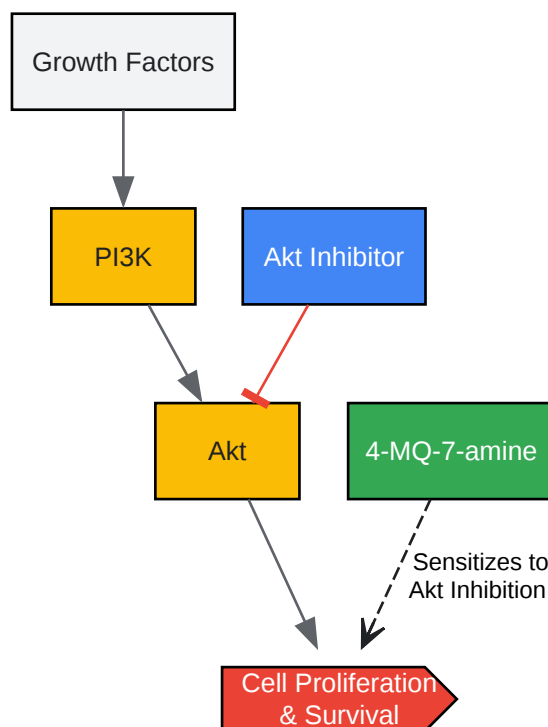 Growth Factors
PI3K
Akt Inhibitor
Akt
4-MQ-7-amine
Sensitizes to
Akt Inhibition
Cell Proliferation
& Survival